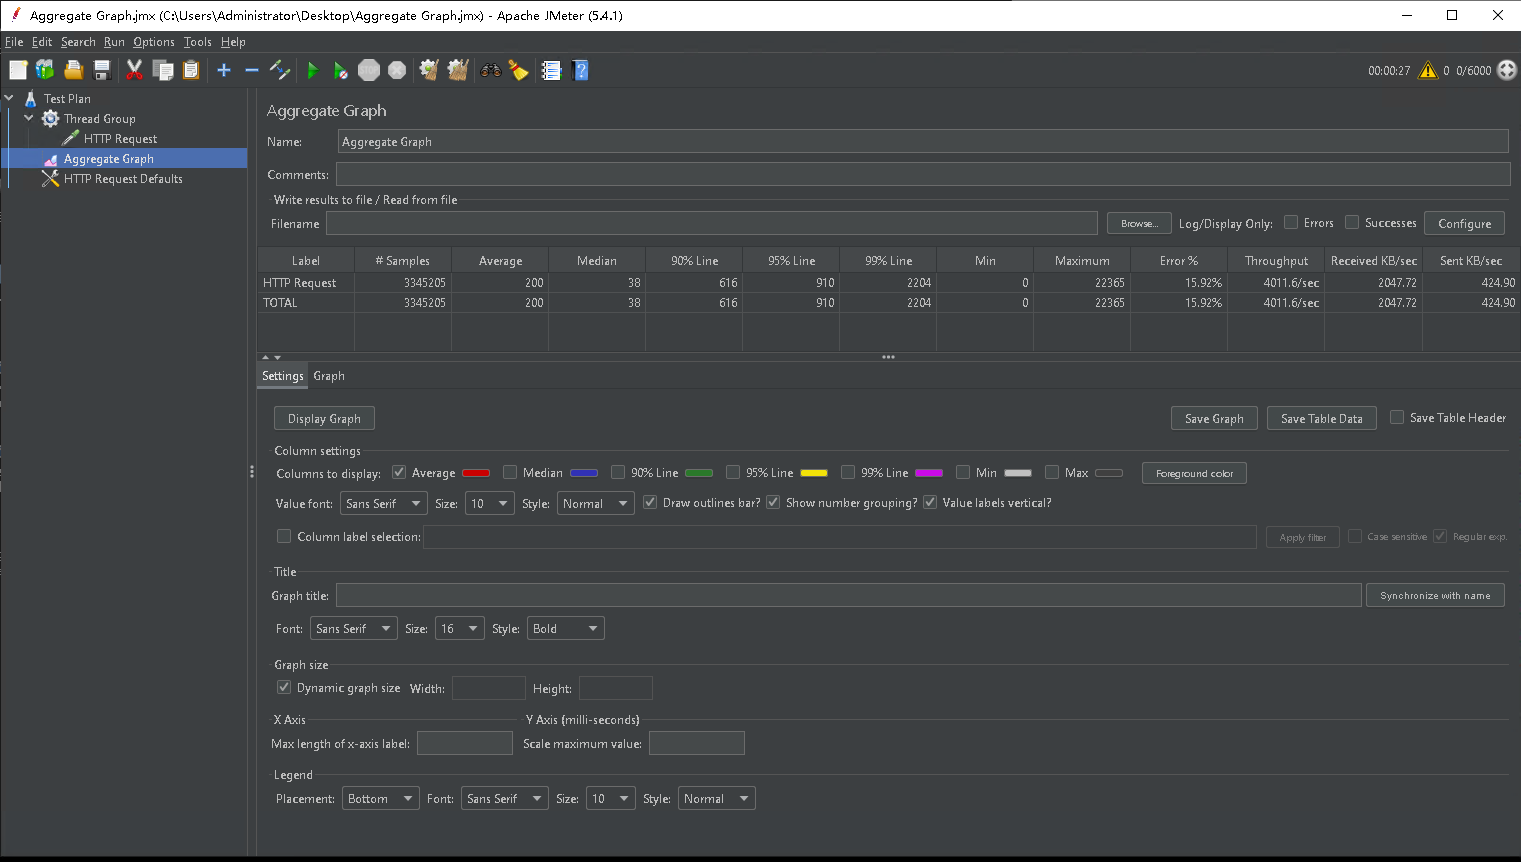 Aggregate Graph.jmx (C:\Users\Administrator\Desktop\Aggregate Graph.jmx) - Apache JMeter (5.4.1)
File Edit Search Run Options Tools Help
STOP
?
00:00:27 0 0/6000
Test Plan
Thread Group
HTTP Request
Aggregate Graph
HTTP Request Defaults
Aggregate Graph
Name: Aggregate Graph
Comments:
Write results to file / Read from file
Filename Browse... Log/Display Only: Errors Successes Configure
Label # Samples Average Median 90% Line 95% Line 99% Line Min Maximum Error % Throughput Received KB/sec Sent KB/sec
HTTP Request 3345205 200 38 616 910 2204 0 22365 15.92% 4011.6/sec 2047.72 424.90
TOTAL 3345205 200 38 616 910 2204 0 22365 15.92% 4011.6/sec 2047.72 424.90
Settings Graph
Display Graph Save Graph Save Table Data Save Table Header
Column settings
Columns to display: Average Median 90% Line 95% Line 99% Line Min Max Foreground color
Value font: Sans Serif Size: 10 Style: Normal Draw outlines bar? Show number grouping? Value labels vertical?
Column label selection: Apply filter Case sensitive Regular exp.
Title
Graph title: Synchronize with name
Font: Sans Serif Size: 16 Style: Bold
Graph size
Dynamic graph size Width: Height:
X Axis Y Axis (milli-seconds)
Max length of x-axis label: Scale maximum value:
Legend
Placement: Bottom Font: Sans Serif Size: 10 Style: Normal